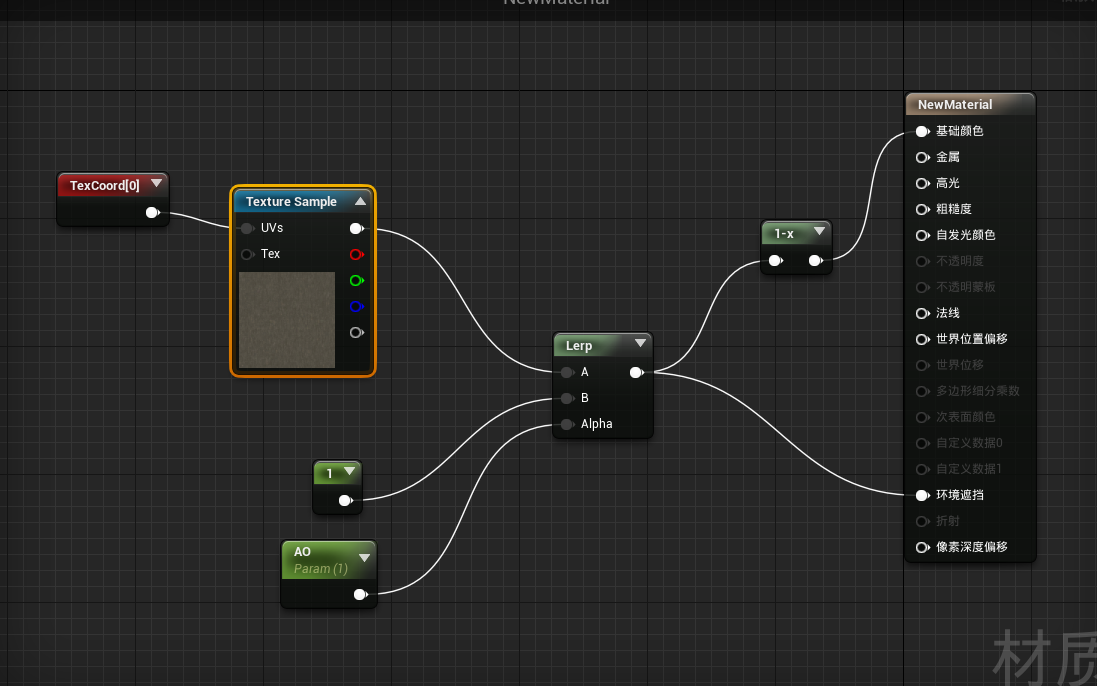 NewMaterial
TexCoord[0]
Texture Sample
UVs
Tex
Lerp
A
B
Alpha
1
AO
Param (1)
1-x
NewMaterial
基础颜色
金属
高光
粗糙度
自发光颜色
不透明度
不透明蒙板
法线
世界位置偏移
世界位移
多边形细分乘数
次表面颜色
自定义数据0
自定义数据1
环境遮挡
折射
像素深度偏移
材质